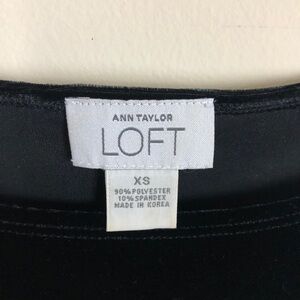 ANN TAYLOR
LOFT
XS
90% POLYESTER
10% SPANDEX
MADE IN KOREA